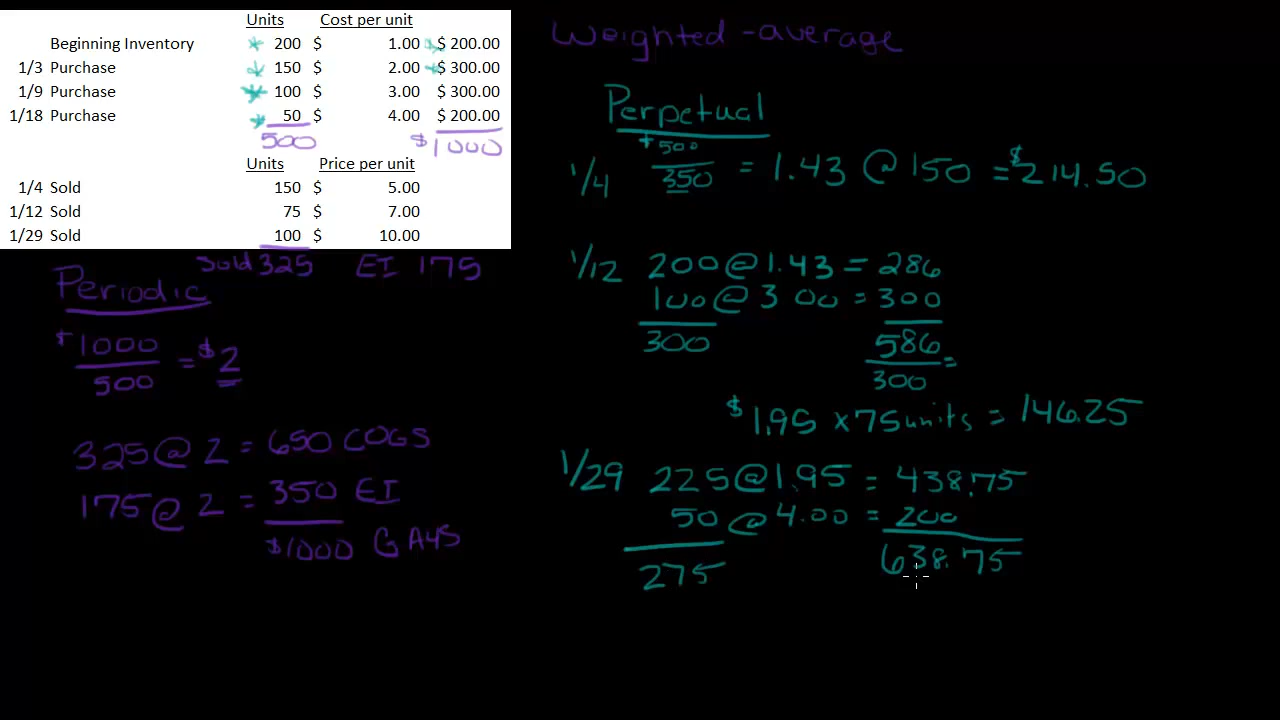 Units Cost per unit
Beginning Inventory 200 $ 1.00 $ 200.00
1/3 Purchase 150 $ 2.00 $ 300.00
1/9 Purchase 100 $ 3.00 $ 300.00
1/18 Purchase 50 $ 4.00 $ 200.00
500 $1000
Units Price per unit
1/4 Sold 150 $ 5.00
1/12 Sold 75 $ 7.00
1/29 Sold 100 $ 10.00
Sold 325 EI 175
Periodic
$1000
500
= $2
325 @ 2 = 650 COGS
175 @ 2 = 350 EI
$1000 GAFS
Weighted-average
Perpetual
1/4 $500
350
= 1.43 @ 150 = $214.50
1/12 200 @ 1.43 = 286
100 @ 3 00 = 300
300 586
300 =
$1.95 x 75 units = 146.25
1/29 225 @ 1.95 = 438.75
50 @ 4.00 = 200
275 638.75